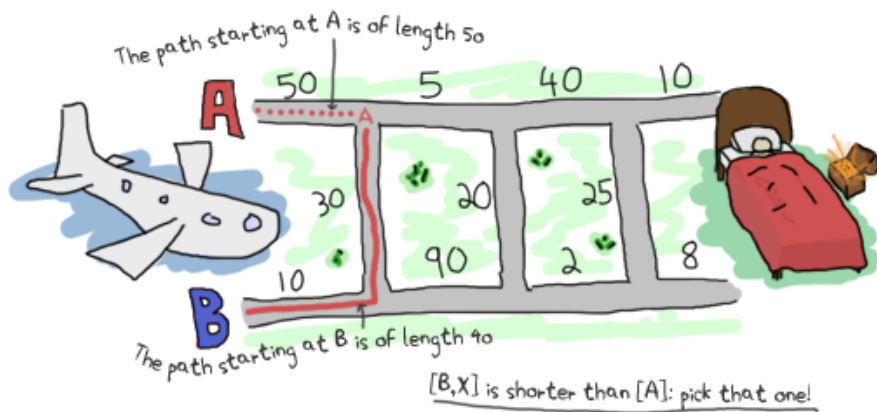 The path starting at A is of length 50
50 5 40 10
A
A
30 20 25
10 90 2 8
B
The path starting at B is of length 40
[B,X] is shorter than [A]: pick that one!